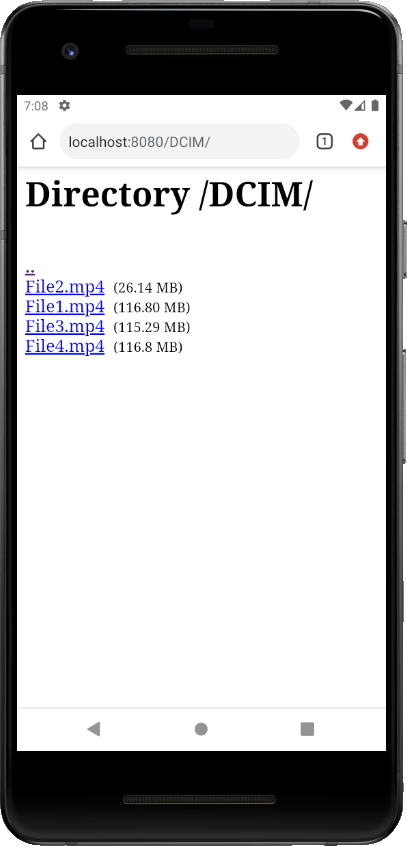 7:08
1
localhost:8080/DCIM/
Directory /DCIM/
..
File2.mp4 (26.14 MB)
File1.mp4 (116.80 MB)
File3.mp4 (115.29 MB)
File4.mp4 (116.8 MB)